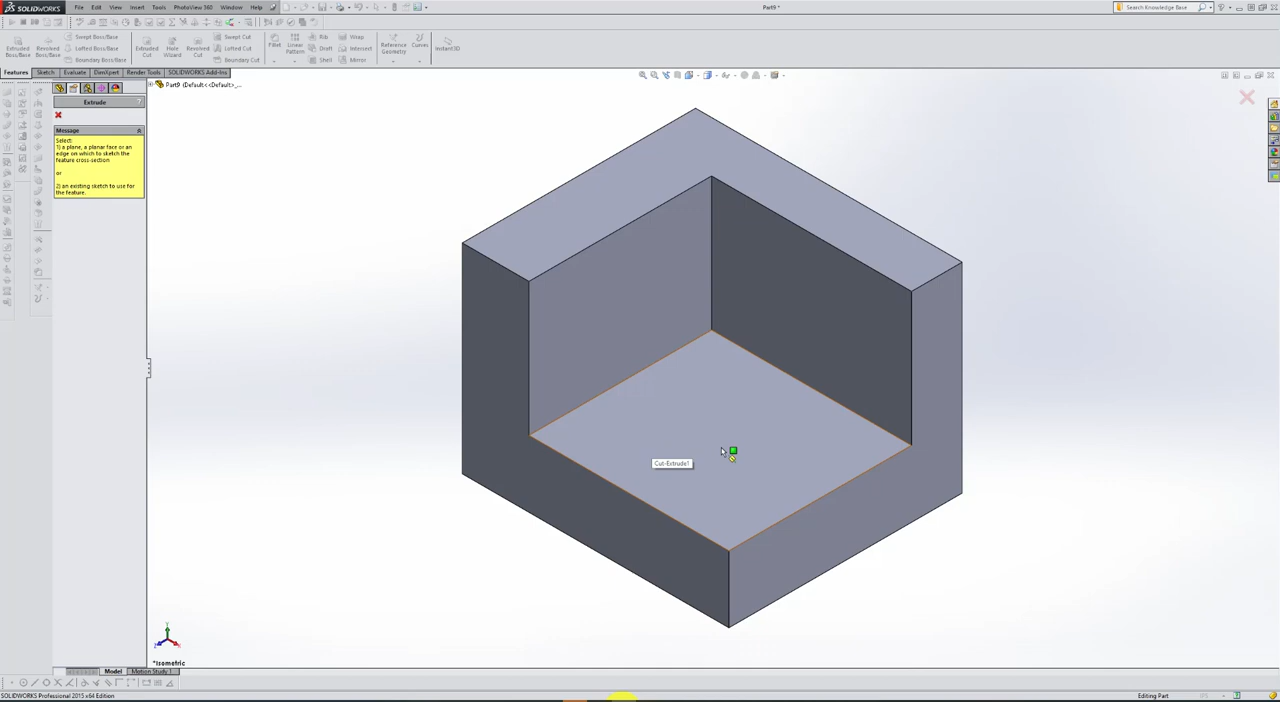 SOLIDWORKS File Edit View Insert Tools PhotoView 360 Window Help Part9 * Search Knowledge Base
Extruded Boss/Base
Revolved Boss/Base
Swept Boss/Base
Lofted Boss/Base
Boundary Boss/Base
Extruded Cut
Hole Wizard
Revolved Cut
Swept Cut
Lofted Cut
Boundary Cut
Fillet
Linear Pattern
Rib
Draft
Shell
Wrap
Intersect
Mirror
Reference Geometry
Curves
Instant3D
Features Sketch Evaluate DimXpert Render Tools SOLIDWORKS Add-Ins
Part9 (Default<<Default>_...
Extrude ?
Message
Select:
1) a plane, a planar face or an
edge on which to sketch the
feature cross-section
or
2) an existing sketch to use for
the feature.
Cut-Extrude1
Y
*Isometric
Model Motion Study 1
SOLIDWORKS Professional 2015 x64 Edition Editing Part